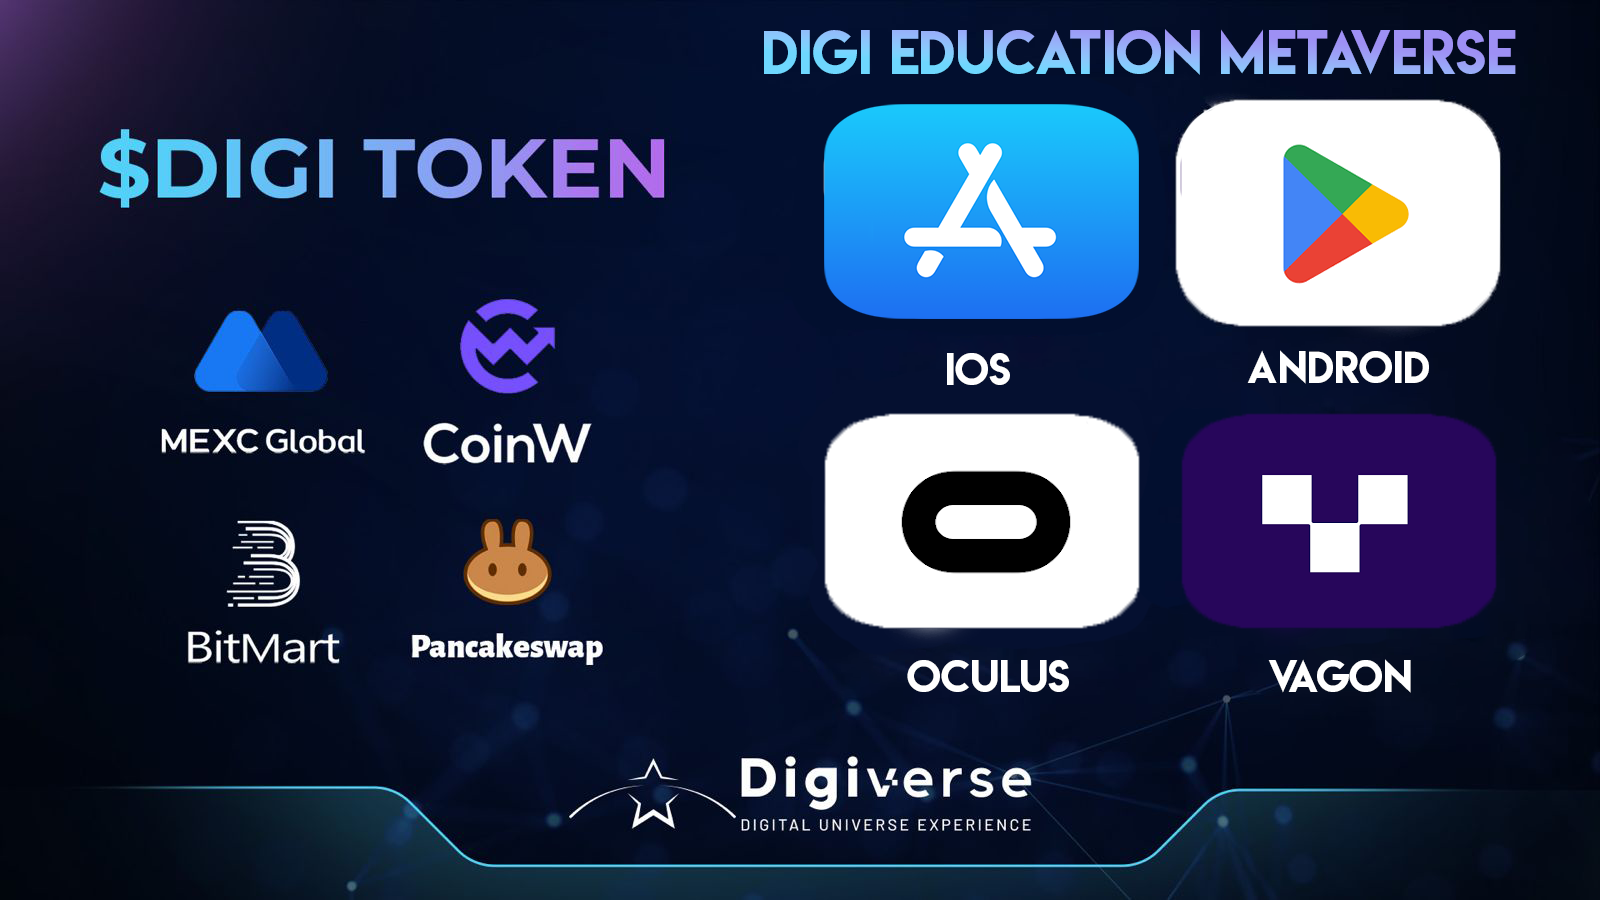 DIGI EDUCATION METAVERSE
$DIGI TOKEN
MEXC Global
CoinW
BitMart
Pancakeswap
IOS
ANDROID
OCULUS
VAGON
Digiverse
DIGITAL UNIVERSE EXPERIENCE